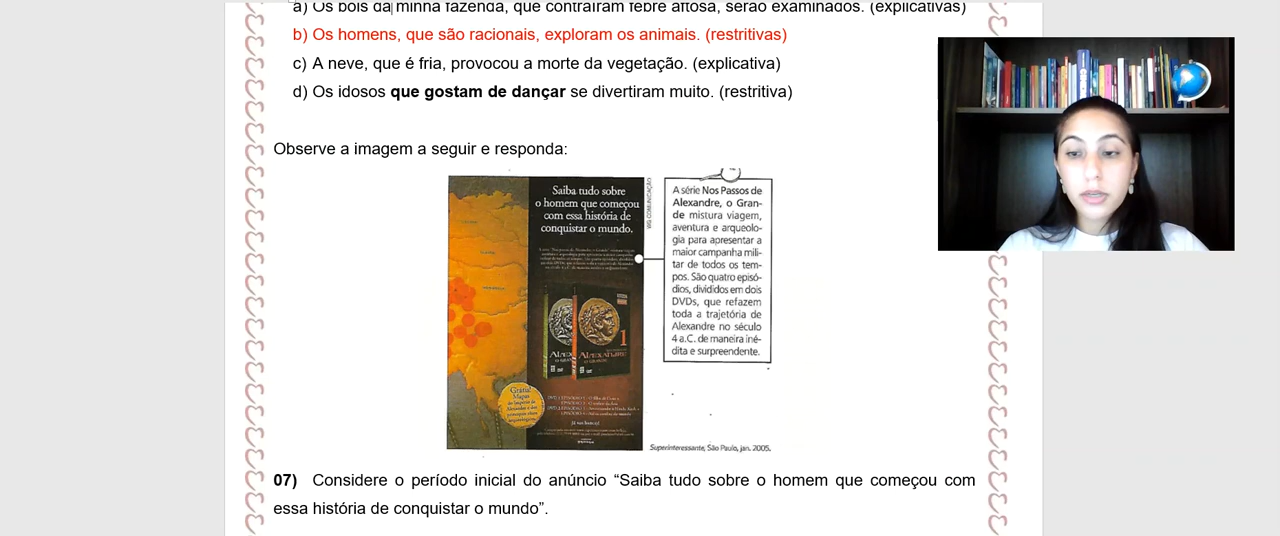 a) Os bois da minha fazenda, que contraíram febre aftosa, serão examinados. (explicativas)
b) Os homens, que são racionais, exploram os animais. (restritivas)
c) A neve, que é fria, provocou a morte da vegetação. (explicativa)
d) Os idosos que gostam de dançar se divertiram muito. (restritiva)
Observe a imagem a seguir e responda:
Saiba tudo sobre
o homem que começou
com essa história de
conquistar o mundo.
1
ALEXANDRE
Grátis!
Mapas
Já nas bancas!
A série Nos Passos de
Alexandre, o Gran-
de mistura viagem,
aventura e arqueolo-
gia para apresentar a
maior campanha mili-
tar de todos os tem-
pos. São quatro episó-
dios, divididos em dois
DVDs, que refazem
toda a trajetória de
Alexandre no século
4 a.C. de maneira iné-
dita e surpreendente.
Superinteressante, São Paulo, jan. 2005.
07) Considere o período inicial do anúncio “Saiba tudo sobre o homem que começou com
essa história de conquistar o mundo”.